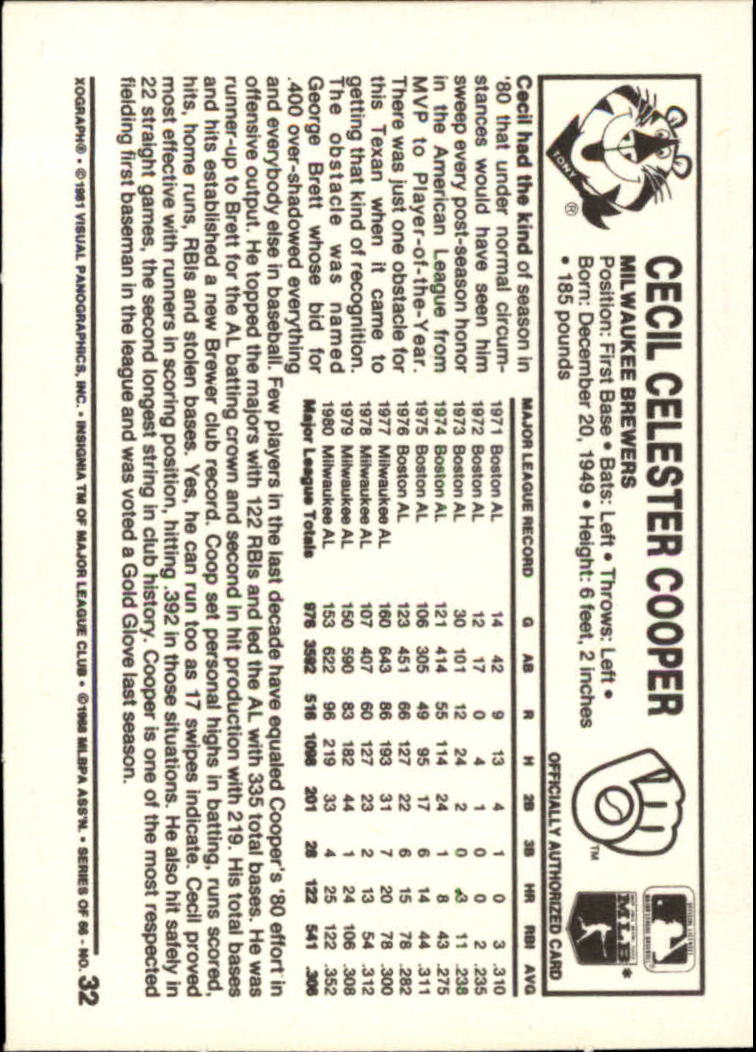 TONY
®
CECIL CELESTER COOPER
MILWAUKEE BREWERS
Position: First Base • Bats: Left • Throws: Left •
Born: December 20, 1949 • Height: 6 feet, 2 inches
• 185 pounds
TM
MLB*
OFFICIALLY AUTHORIZED CARD
Cecil had the kind of season in
'80 that under normal circum-
stances would have seen him
sweep every post-season honor
in the American League from
MVP to Player-of-the-Year.
There was just one obstacle for
this Texan when it came to
getting that kind of recognition.
The obstacle was named
George Brett whose bid for
.400 over-shadowed everything
MAJOR LEAGUE RECORD G AB R H 2B 3B HR RBI AVG
1971 Boston AL 14 42 9 13 4 1 0 3 .310
1972 Boston AL 12 17 0 4 1 0 0 2 .235
1973 Boston AL 30 101 12 24 2 0 3 11 .238
1974 Boston AL 121 414 55 114 24 1 8 43 .275
1975 Boston AL 106 305 49 95 17 6 14 44 .311
1976 Boston AL 123 451 66 127 22 6 15 78 .282
1977 Milwaukee AL 160 643 86 193 31 7 20 78 .300
1978 Milwaukee AL 107 407 60 127 23 2 13 54 .312
1979 Milwaukee AL 150 590 83 182 44 1 24 106 .308
1980 Milwaukee AL 153 622 96 219 33 4 25 122 .352
Major League Totals 976 3592 516 1098 201 28 122 541 .306
and everybody else in baseball. Few players in the last decade have equaled Cooper's '80 effort in
offensive output. He topped the majors with 122 RBIs and led the AL with 335 total bases. He was
runner-up to Brett for the AL batting crown and second in hit production with 219. His total bases
and hits established a new Brewer club record. Coop set personal highs in batting, runs scored,
hits, home runs, RBIs and stolen bases. Yes, he can run too as 17 swipes indicate. Cecil proved
most effective with runners in scoring position, hitting .392 in those situations. He also hit safely in
22 straight games, the second longest string in club history. Cooper is one of the most respected
fielding first baseman in the league and was voted a Gold Glove last season.
XOGRAPH® • © 1981 VISUAL PANOGRAPHICS, INC. • INSIGNIA TM OF MAJOR LEAGUE CLUB • © 1968 MLBPA ASS'N. • SERIES OF 66 - NO. 32